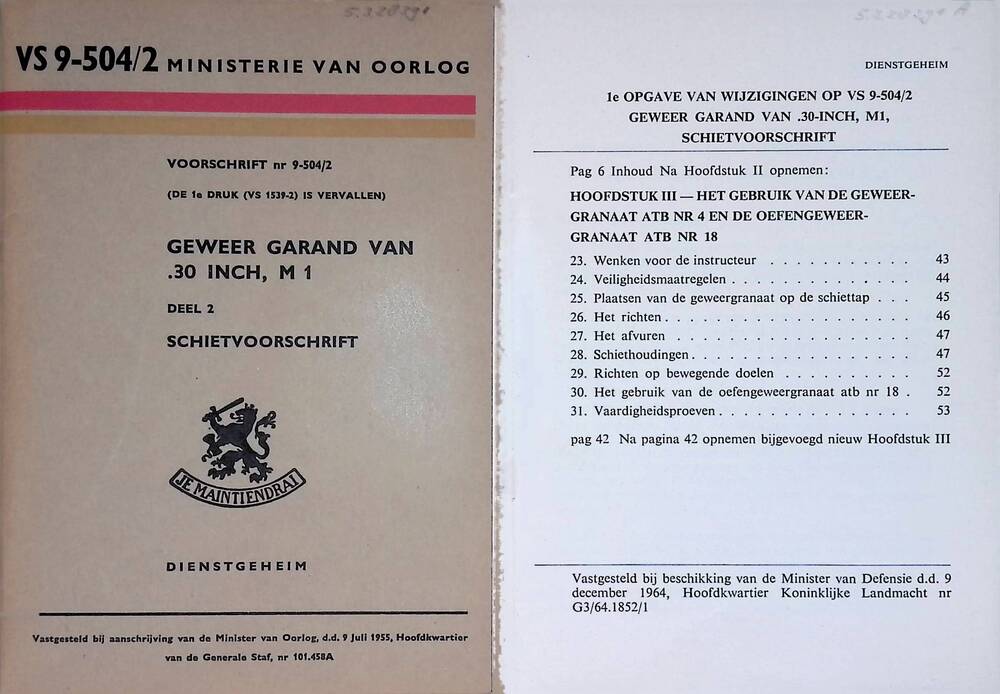 VS 9-504/2 MINISTERIE VAN OORLOG
VOORSCHRIFT nr 9-504/2
(DE 1e DRUK (VS 1539-2) IS VERVALLEN)
GEWEER GARAND VAN
.30 INCH, M 1
DEEL 2
SCHIETVOORSCHRIFT
JE MAINTIENDRAI
DIENSTGEHEIM
Vastgesteld bij aanschrijving van de Minister van Oorlog, d.d. 9 Juli 1955, Hoofdkwartier
van de Generale Staf, nr 101.458A
DIENSTGEHEIM
1e OPGAVE VAN WIJZIGINGEN OP VS 9-504/2
GEWEER GARAND VAN .30-INCH, M1,
SCHIETVOORSCHRIFT
Pag 6 Inhoud Na Hoofdstuk II opnemen:
HOOFDSTUK III — HET GEBRUIK VAN DE GEWEER-
GRANAAT ATB NR 4 EN DE OEFENGEWEER-
GRANAAT ATB NR 18
23. Wenken voor de instructeur . . . . . . . . . . . 43
24. Veiligheidsmaatregelen . . . . . . . . . . . . . 44
25. Plaatsen van de geweergranaat op de schiettap . . . 45
26. Het richten . . . . . . . . . . . . . . . . . . 46
27. Het afvuren . . . . . . . . . . . . . . . . . 47
28. Schiethoudingen . . . . . . . . . . . . . . . . 47
29. Richten op bewegende doelen . . . . . . . . . . 52
30. Het gebruik van de oefengeweergranaat atb nr 18 . 52
31. Vaardigheidsproeven . . . . . . . . . . . . . . 53
pag 42 Na pagina 42 opnemen bijgevoegd nieuw Hoofdstuk III
Vastgesteld bij beschikking van de Minister van Defensie d.d. 9
december 1964, Hoofdkwartier Koninklijke Landmacht nr
G3/64.1852/1